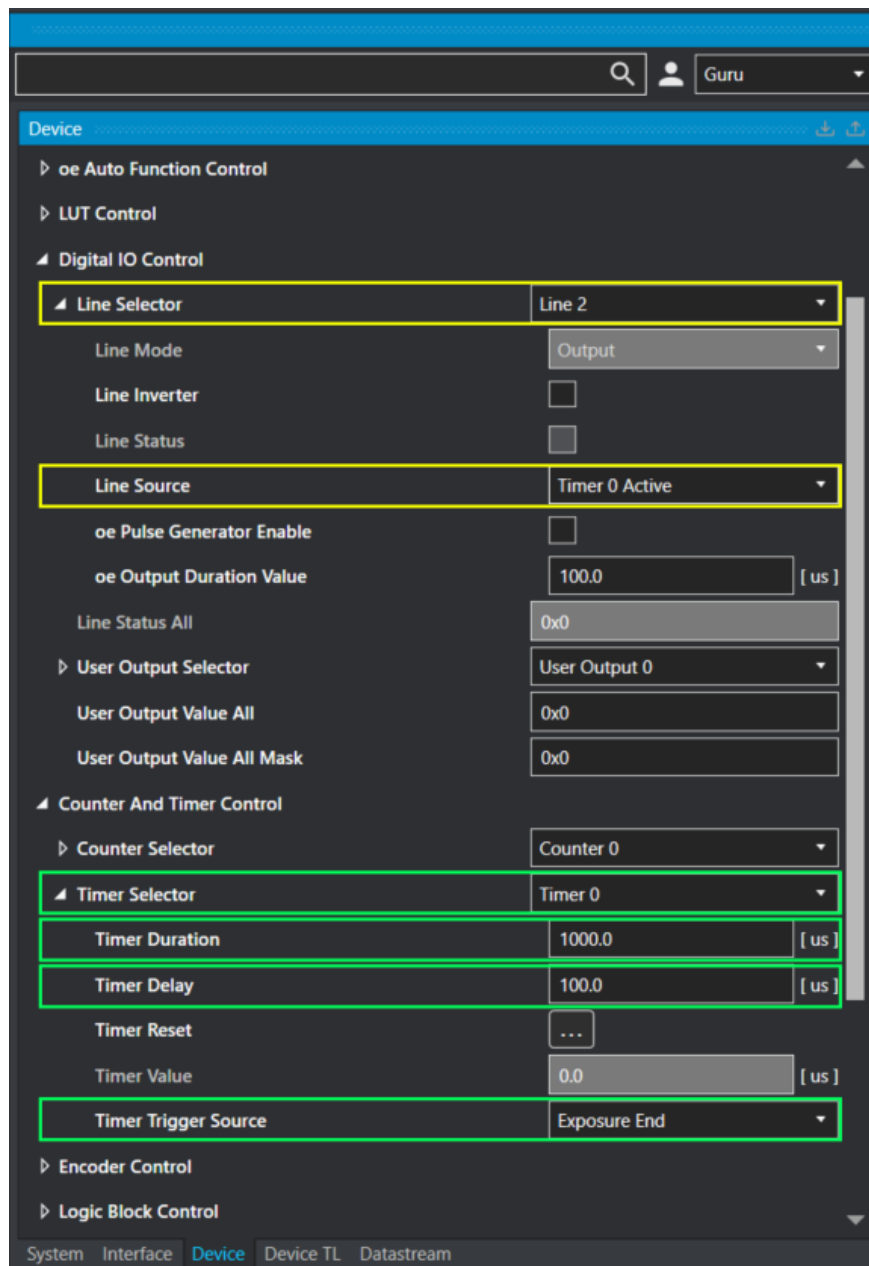 Guru
Device
oe Auto Function Control
LUT Control
Digital IO Control
Line Selector Line 2
Line Mode Output
Line Inverter
Line Status
Line Source Timer 0 Active
oe Pulse Generator Enable
oe Output Duration Value 100.0 [ us ]
Line Status All 0x0
User Output Selector User Output 0
User Output Value All 0x0
User Output Value All Mask 0x0
Counter And Timer Control
Counter Selector Counter 0
Timer Selector Timer 0
Timer Duration 1000.0 [ us ]
Timer Delay 100.0 [ us ]
Timer Reset ...
Timer Value 0.0 [ us ]
Timer Trigger Source Exposure End
Encoder Control
Logic Block Control
System Interface Device Device TL Datastream